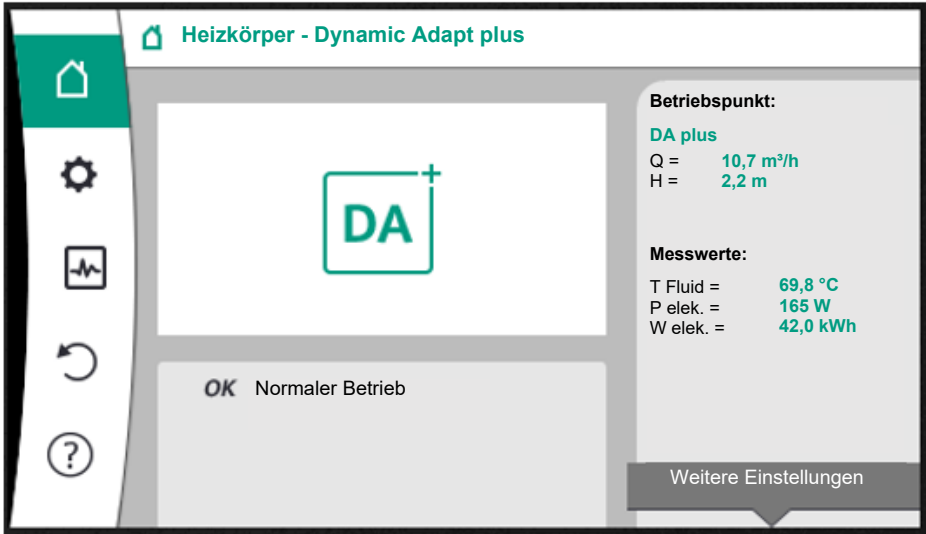 Heizkörper - Dynamic Adapt plus
DA+
OK Normaler Betrieb
Betriebspunkt:
DA plus
Q = 10,7 m³/h
H = 2,2 m
Messwerte:
T Fluid = 69,8 °C
P elek. = 165 W
W elek. = 42,0 kWh
Weitere Einstellungen
?